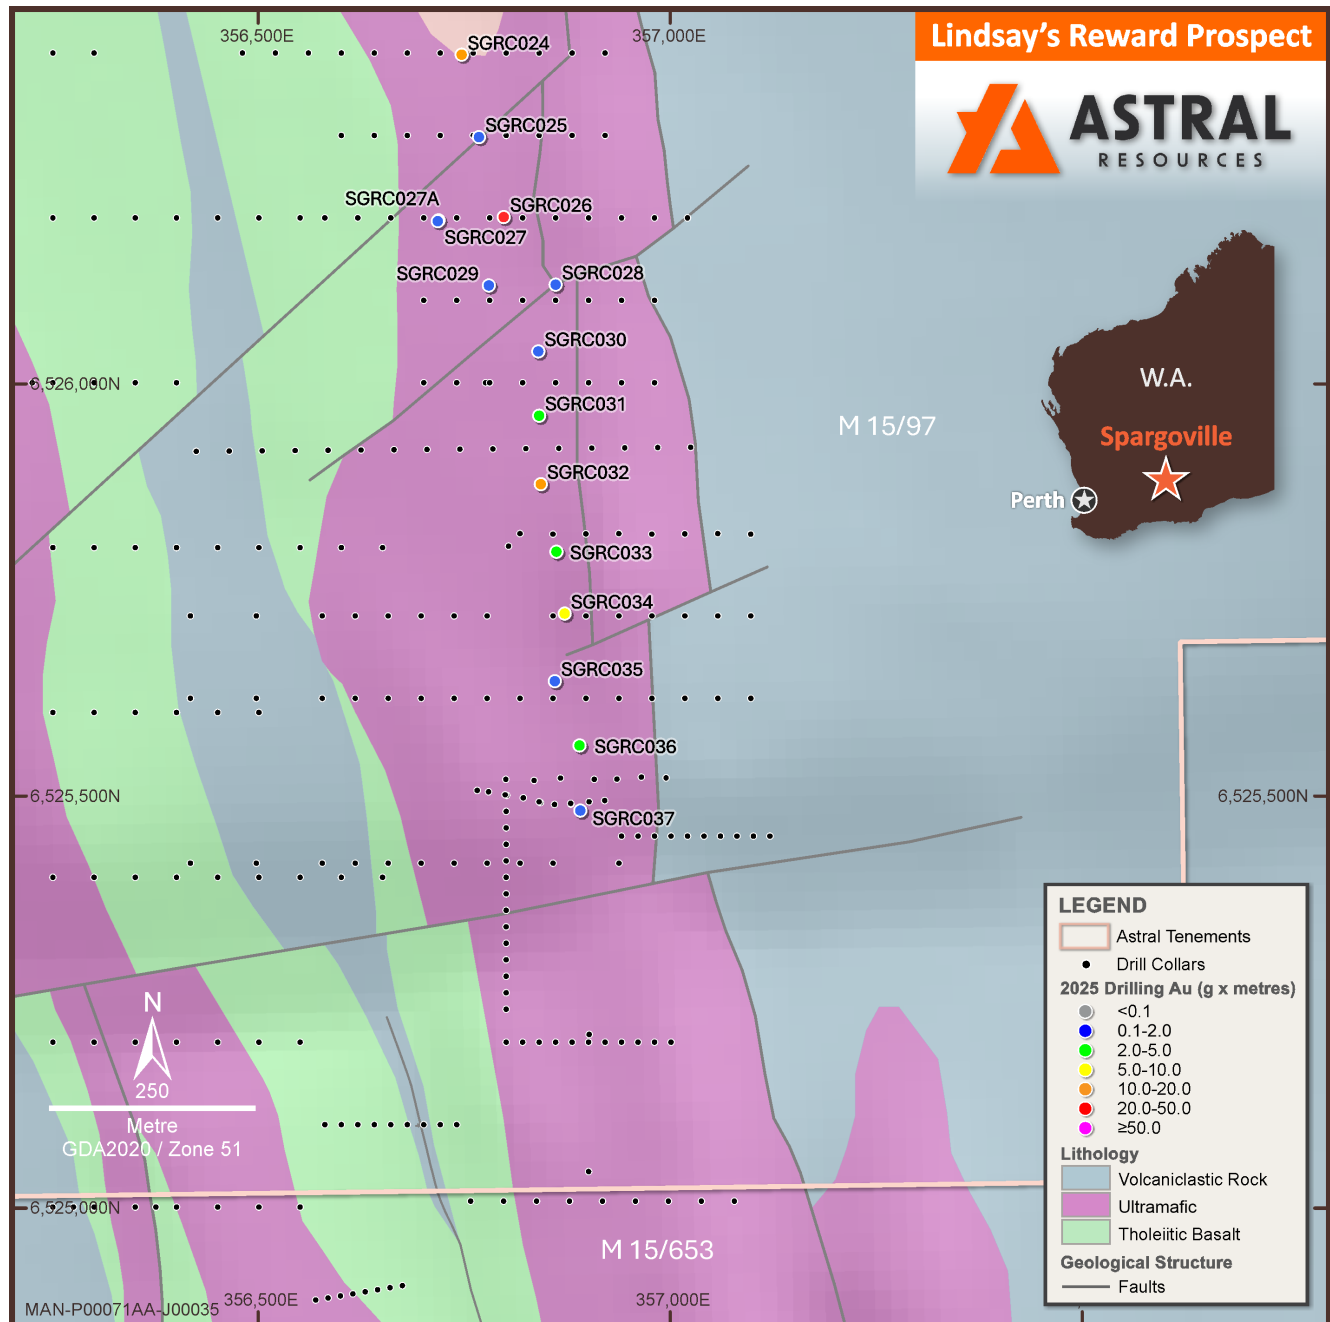 356,500E
357,000E
Lindsay's Reward Prospect
ASTRAL
RESOURCES
SGRC024
SGRC025
SGRC027A
SGRC026
SGRC027
SGRC029
SGRC028
SGRC030
6,526,000N
SGRC031
W.A.
M 15/97
Spargoville
SGRC032
Perth
SGRC033
SGRC034
SGRC035
SGRC036
6,525,500N
6,525,500N
SGRC037
LEGEND
Astral Tenements
Drill Collars
2025 Drilling Au (g x metres)
<0.1
0.1-2.0
2.0-5.0
5.0-10.0
10.0-20.0
20.0-50.0
≥50.0
Lithology
Volcaniclastic Rock
Ultramafic
Tholeiitic Basalt
Geological Structure
Faults
N
250
Metre
GDA2020 / Zone 51
6,525,000N
M 15/653
356,500E
357,000E
MAN-P00071AA-J00035